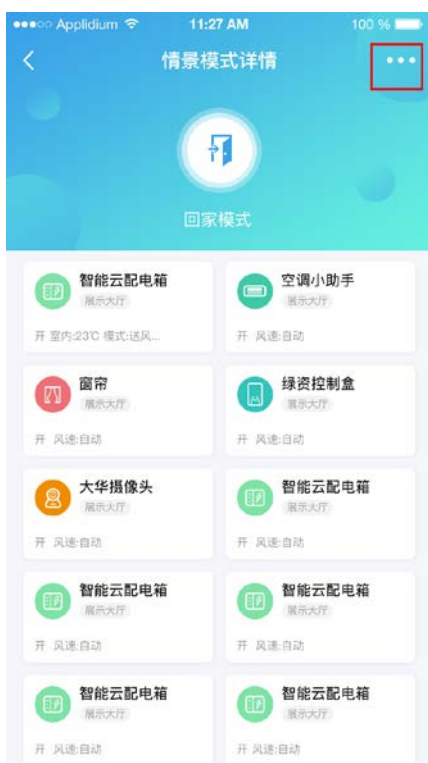 Applidium 11:27 AM 100 %
情景模式详情
回家模式
智能云配电箱
展示大厅
开 室内:23℃ 模式:送风...
空调小助手
展示大厅
开 风速:自动
窗帘
展示大厅
开 风速:自动
绿资控制盒
展示大厅
开 风速:自动
大华摄像头
展示大厅
开 风速:自动
智能云配电箱
展示大厅
开 风速:自动
智能云配电箱
展示大厅
开 风速:自动
智能云配电箱
展示大厅
开 风速:自动
智能云配电箱
展示大厅
开 风速:自动
智能云配电箱
展示大厅
开 风速:自动